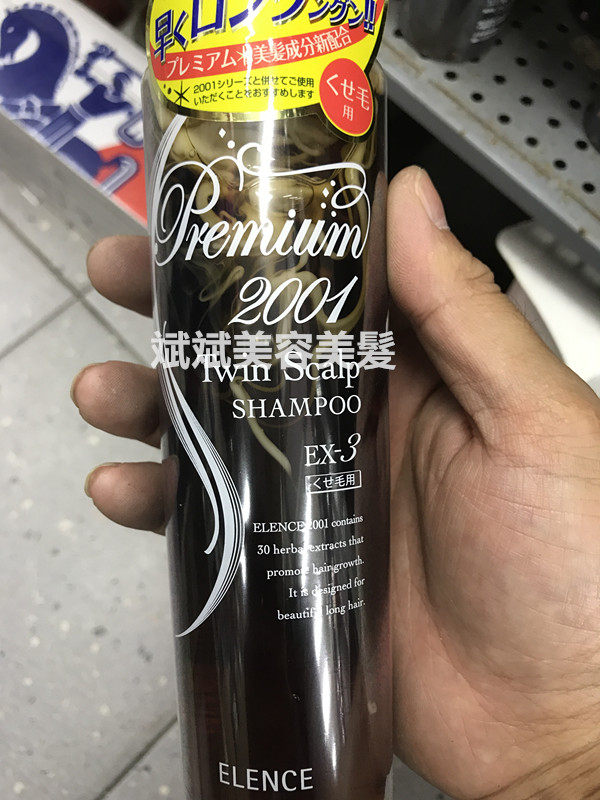 早くロング
プレミアム美髪成分新配合
2001シリーズと併せてご使用
いただくことをおすすめします
くせ毛
用
Premium
2001
斌斌美容美髮
Twin Scalp
SHAMPOO
EX-3
くせ毛用
ELENCE 2001 contains
30 herbal extracts that
promote hair growth.
It is designed for
beautiful long hair.
ELENCE